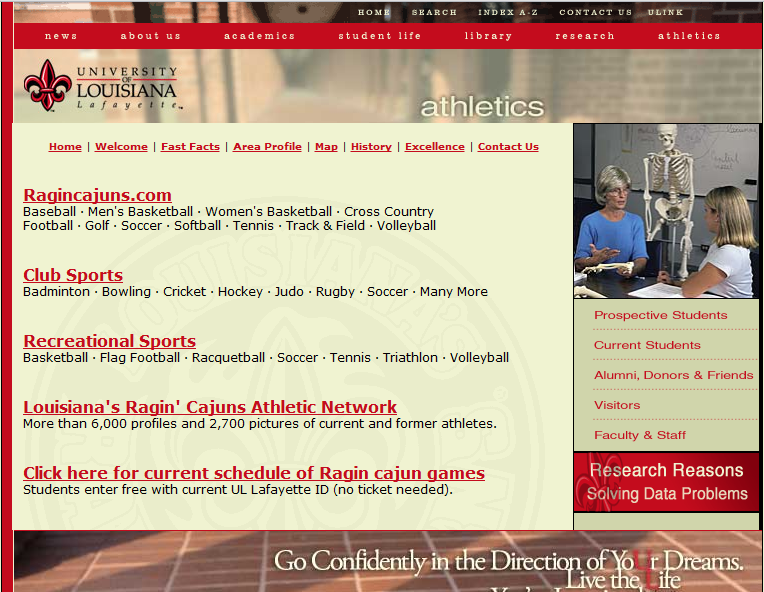 HOME SEARCH INDEX A-Z CONTACT US ULINK
news about us academics student life library research athletics
UNIVERSITY
OF
LOUISIANA
Lafayette
athletics
Home | Welcome | Fast Facts | Area Profile | Map | History | Excellence | Contact Us
Ragincajuns.com
Baseball · Men's Basketball · Women's Basketball · Cross Country
Football · Golf · Soccer · Softball · Tennis · Track & Field · Volleyball
Club Sports
Badminton · Bowling · Cricket · Hockey · Judo · Rugby · Soccer · Many More
Recreational Sports
Basketball · Flag Football · Racquetball · Soccer · Tennis · Triathlon · Volleyball
Louisiana's Ragin' Cajuns Athletic Network
More than 6,000 profiles and 2,700 pictures of current and former athletes.
Click here for current schedule of Ragin cajun games
Students enter free with current UL Lafayette ID (no ticket needed).
Prospective Students
Current Students
Alumni, Donors & Friends
Visitors
Faculty & Staff
Research Reasons
Solving Data Problems
Go Confidently in the Direction of YoUr Dreams.
Live the Life